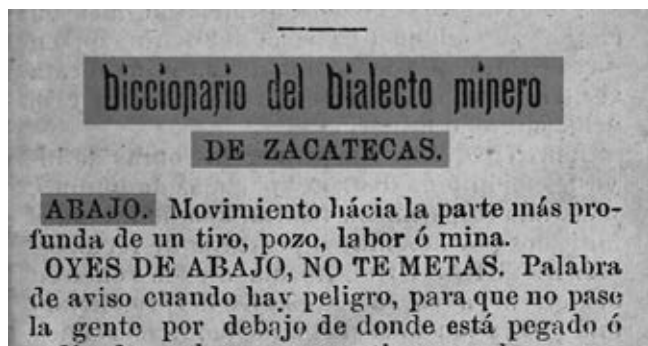 Diccionario del Dialecto minero
DE ZACATECAS.
ABAJO. Movimiento hácia la parte más pro-
funda de un tiro, pozo, labor ó mina.
OYES DE ABAJO, NO TE METAS. Palabra
de aviso cuando hay peligro, para que no pase
la gente por debajo de donde está pegado ó